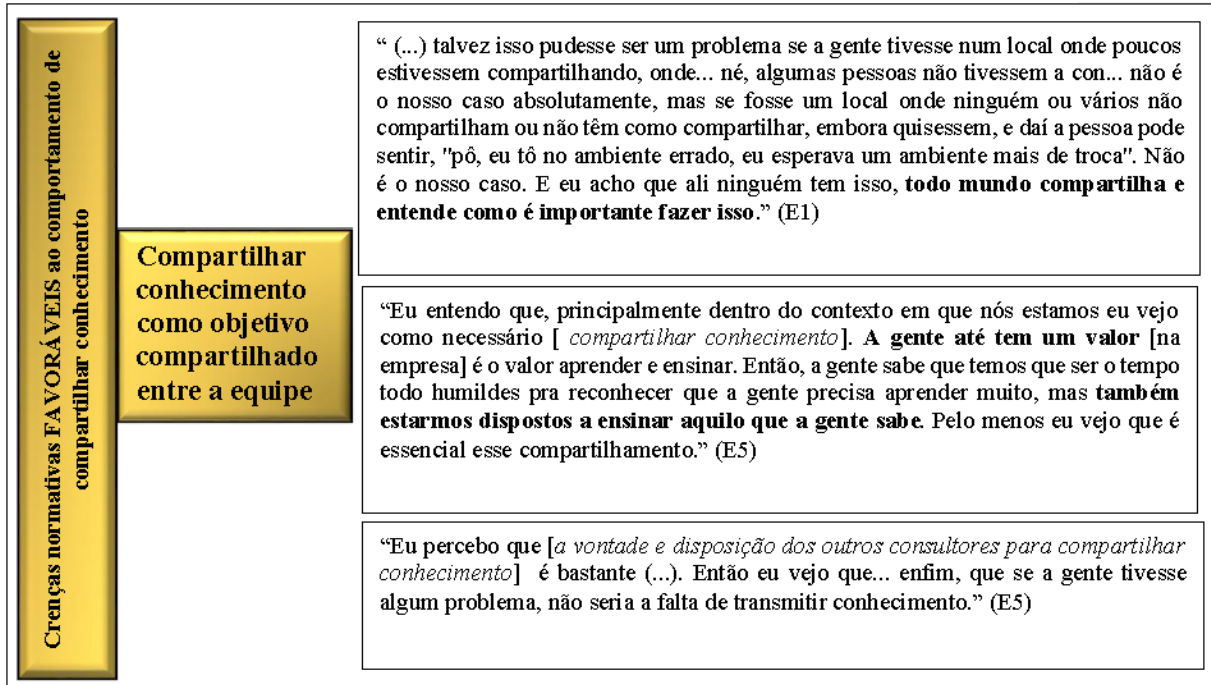 Crenças normativas FAVORÁVEIS ao comportamento de
compartilhar conhecimento
Compartilhar
conhecimento
como objetivo
compartilhado
entre a equipe
“ (...) talvez isso pudesse ser um problema se a gente tivesse num local onde poucos
estivessem compartilhando, onde... né, algumas pessoas não tivessem a con... não é
o nosso caso absolutamente, mas se fosse um local onde ninguém ou vários não
compartilham ou não têm como compartilhar, embora quisessem, e daí a pessoa pode
sentir, "pô, eu tô no ambiente errado, eu esperava um ambiente mais de troca". Não
é o nosso caso. E eu acho que ali ninguém tem isso, todo mundo compartilha e
entende como é importante fazer isso.” (E1)
“Eu entendo que, principalmente dentro do contexto em que nós estamos eu vejo
como necessário [ compartilhar conhecimento]. A gente até tem um valor [na
empresa] é o valor aprender e ensinar. Então, a gente sabe que temos que ser o tempo
todo humildes pra reconhecer que a gente precisa aprender muito, mas também
estarmos dispostos a ensinar aquilo que a gente sabe. Pelo menos eu vejo que é
essencial esse compartilhamento.” (E5)
“Eu percebo que [a vontade e disposição dos outros consultores para compartilhar
conhecimento] é bastante (...). Então eu vejo que... enfim, que se a gente tivesse
algum problema, não seria a falta de transmitir conhecimento.” (E5)